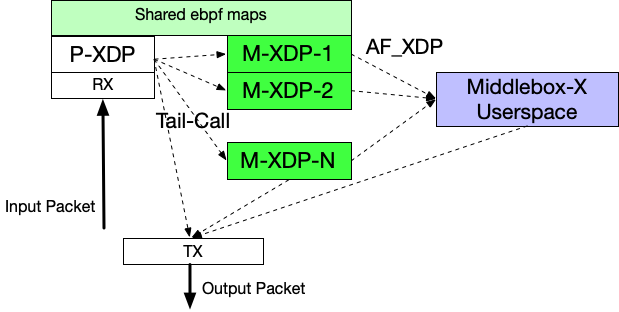 Shared ebpf maps
P-XDP
RX
M-XDP-1
M-XDP-2
AF_XDP
Middlebox-X
Userspace
Tail-Call
M-XDP-N
Input Packet
TX
Output Packet